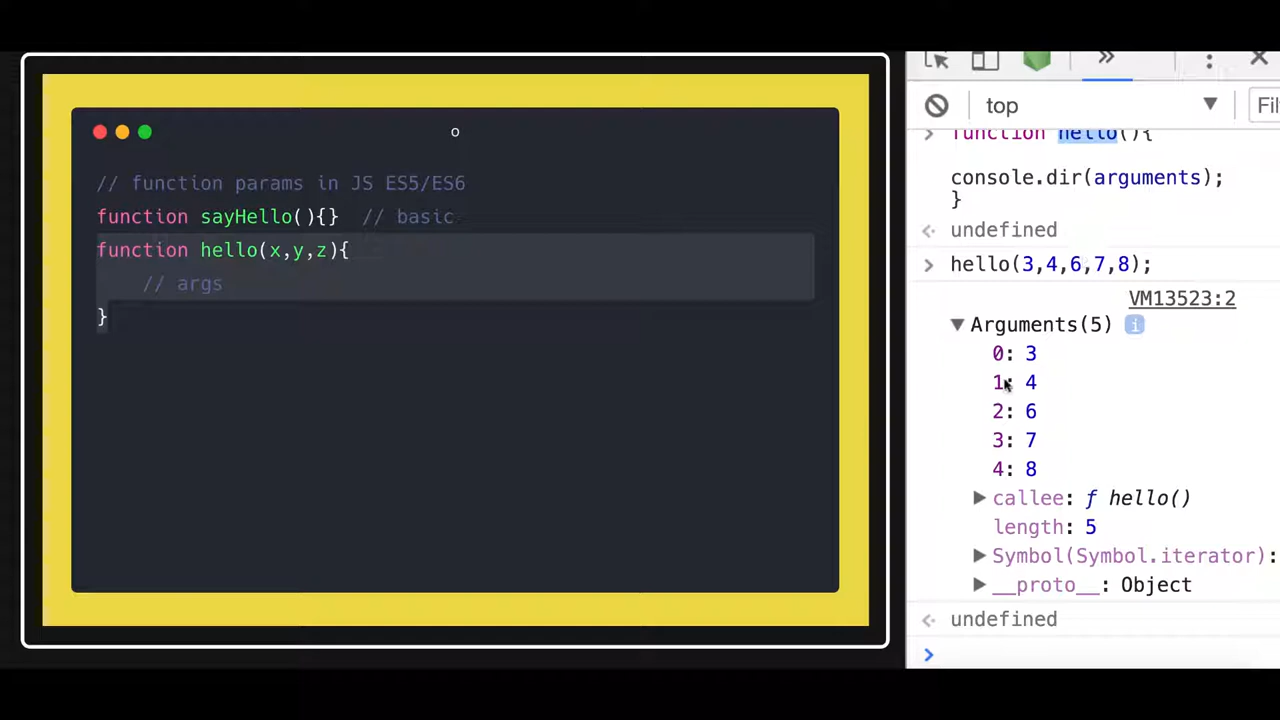 o
// function params in JS ES5/ES6
function sayHello(){} // basic
function hello(x,y,z){
// args
}
top
Fil
function hello(){
console.dir(arguments);
}
undefined
hello(3,4,6,7,8);
VM13523:2
Arguments(5) i
0: 3
1: 4
2: 6
3: 7
4: 8
callee: ƒ hello()
length: 5
Symbol(Symbol.iterator):
__proto__: Object
undefined